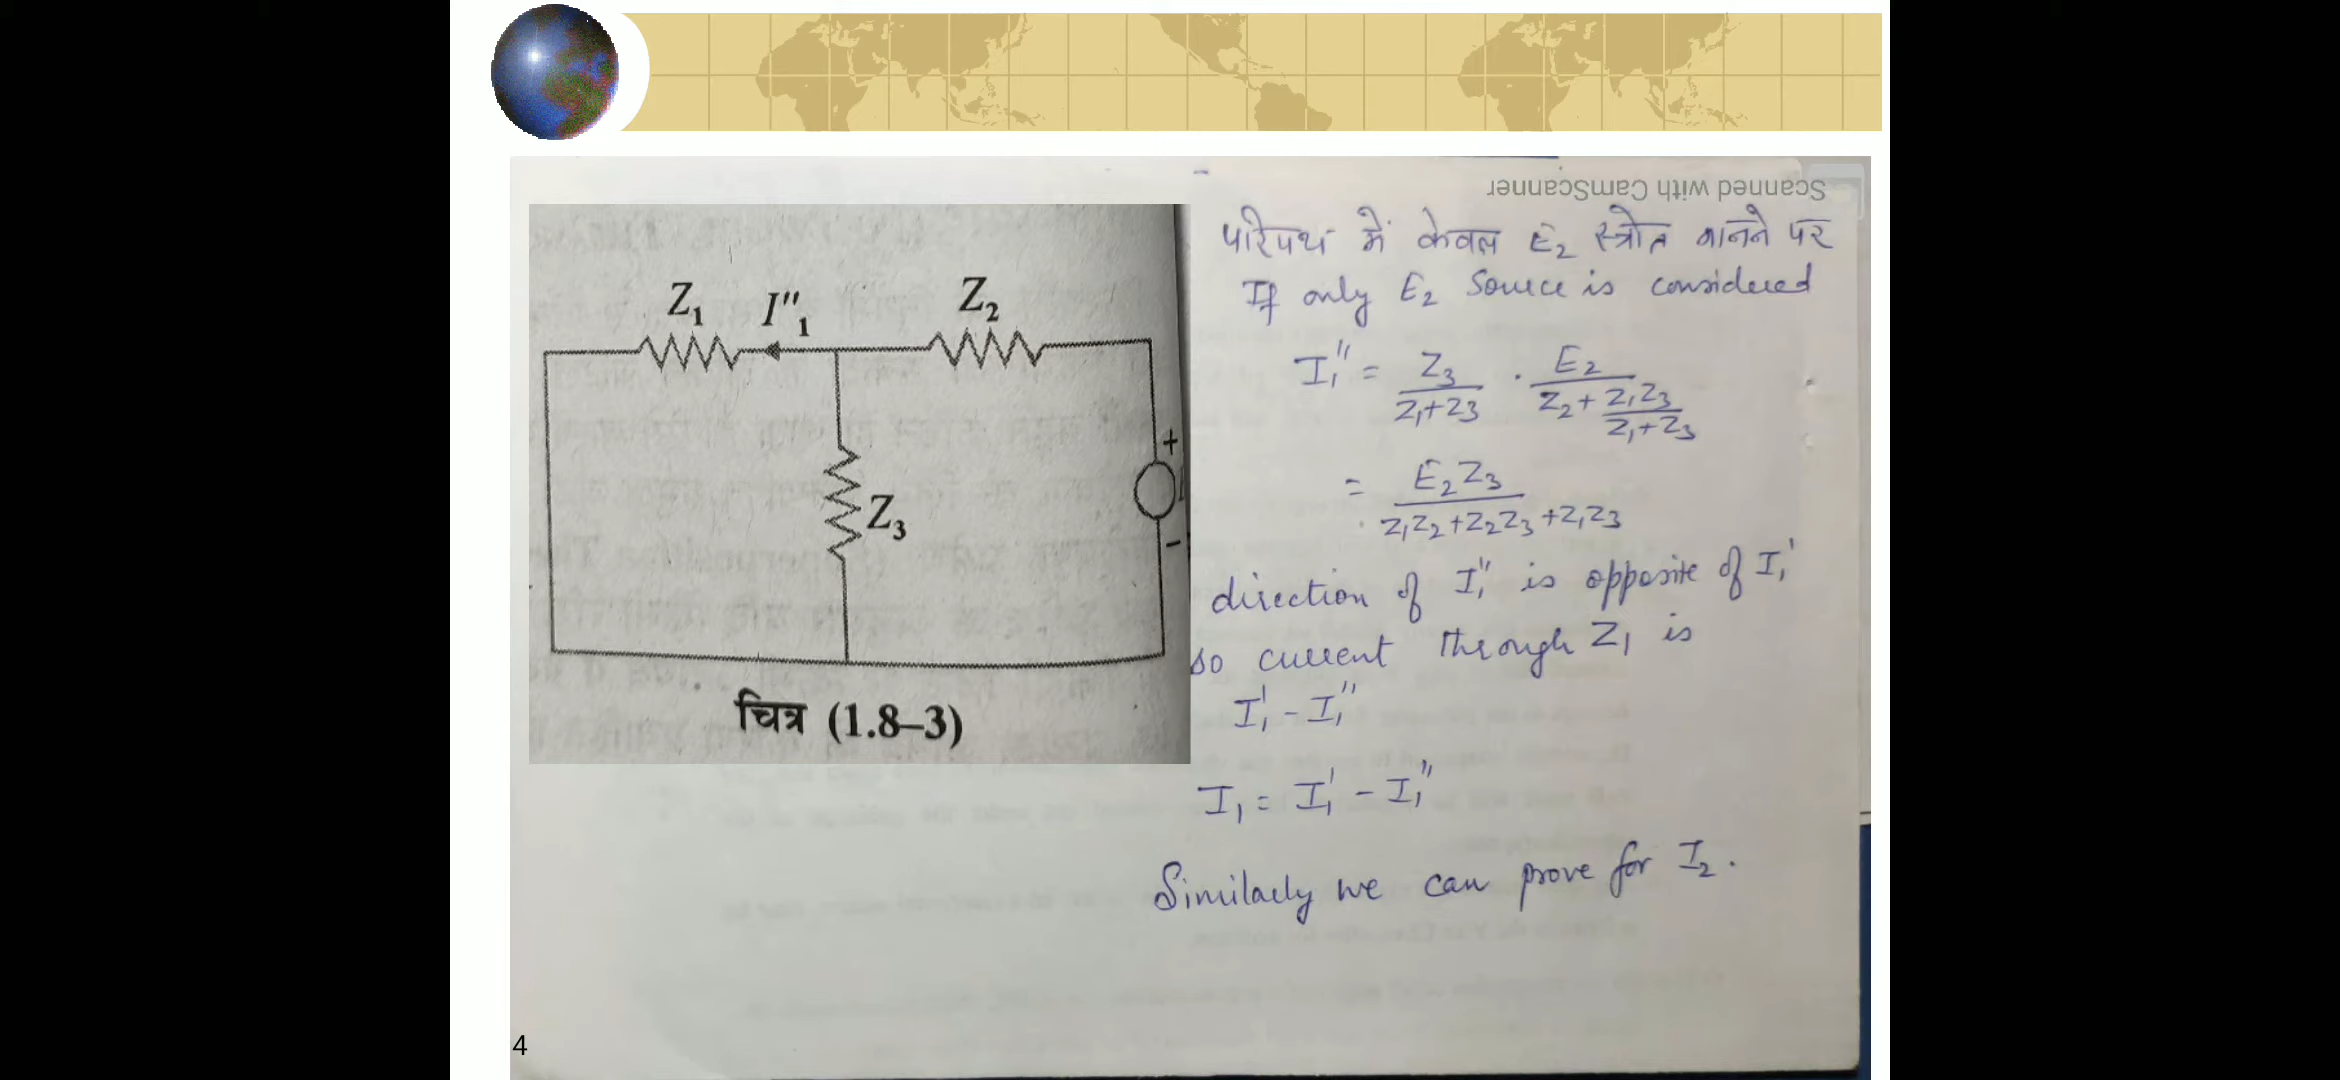 Scanned with CamScanner
Z₁ I"₁ Z₂
+
Z₃
-
चित्र (1.8–3)
परिपथ में केवल E₂ स्त्रोत मानने पर
If only E₂ Source is considered
I₁" = Z₃/(Z₁+Z₃) · E₂/(Z₂ + Z₁Z₃/(Z₁+Z₃))
= E₂Z₃/(Z₁Z₂+Z₂Z₃+Z₁Z₃)
direction of I₁" is opposite of I₁'
so current through Z₁ is
I₁' - I₁"
I₁ = I₁' - I₁"
Similarly we can prove for I₂.
4